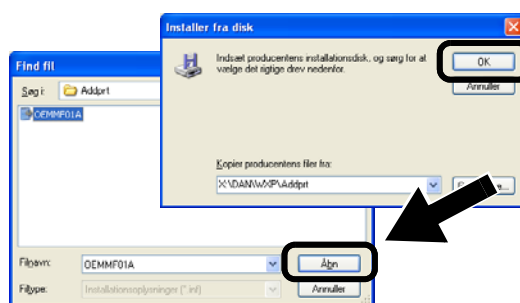 Installer fra disk
Indsæt producentens installationsdisk, og sørg for at
vælge det rigtige drev nedenfor.
OK
Annuller
Kopier producentens filer fra:
X:\DAN\WXP\Addprt
Find fil
Søg i:
Addprt
OEMMF01A
Filnavn:
OEMMF01A
Åbn
Filtype:
Installationsoplysninger (*.inf)
Annuller